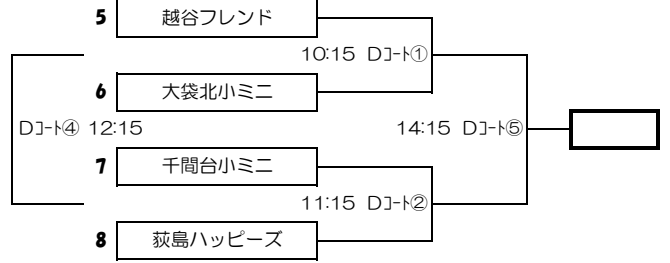 5 越谷フレンド
10:15 Dｺｰﾄ①
6 大袋北小ミニ
Dｺｰﾄ④ 12:15
14:15 Dｺｰﾄ⑤
7 千間台小ミニ
11:15 Dｺｰﾄ②
8 荻島ハッピーズ